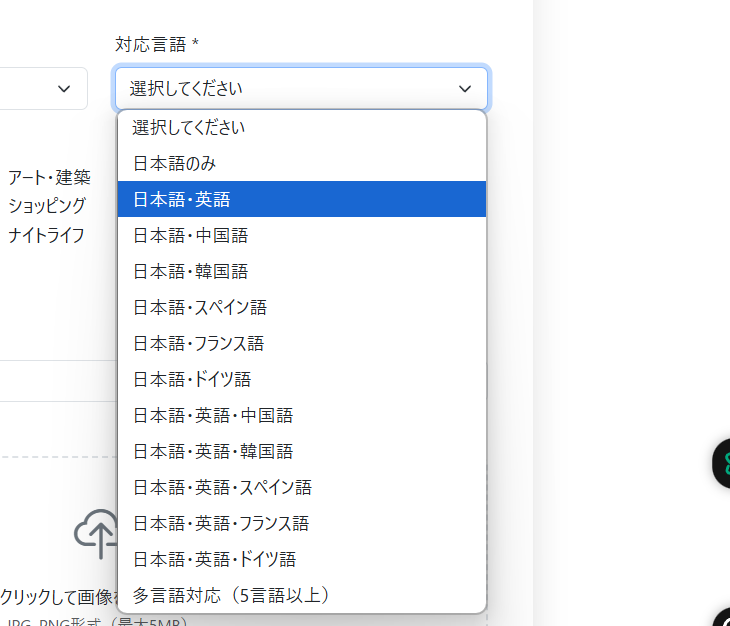 対応言語 *
選択してください
選択してください
日本語のみ
日本語・英語
日本語・中国語
日本語・韓国語
日本語・スペイン語
日本語・フランス語
日本語・ドイツ語
日本語・英語・中国語
日本語・英語・韓国語
日本語・英語・スペイン語
日本語・英語・フランス語
日本語・英語・ドイツ語
多言語対応（5言語以上）
アート・建築
ショッピング
ナイトライフ
クリックして画像
JPG, PNG形式（最大5MB）